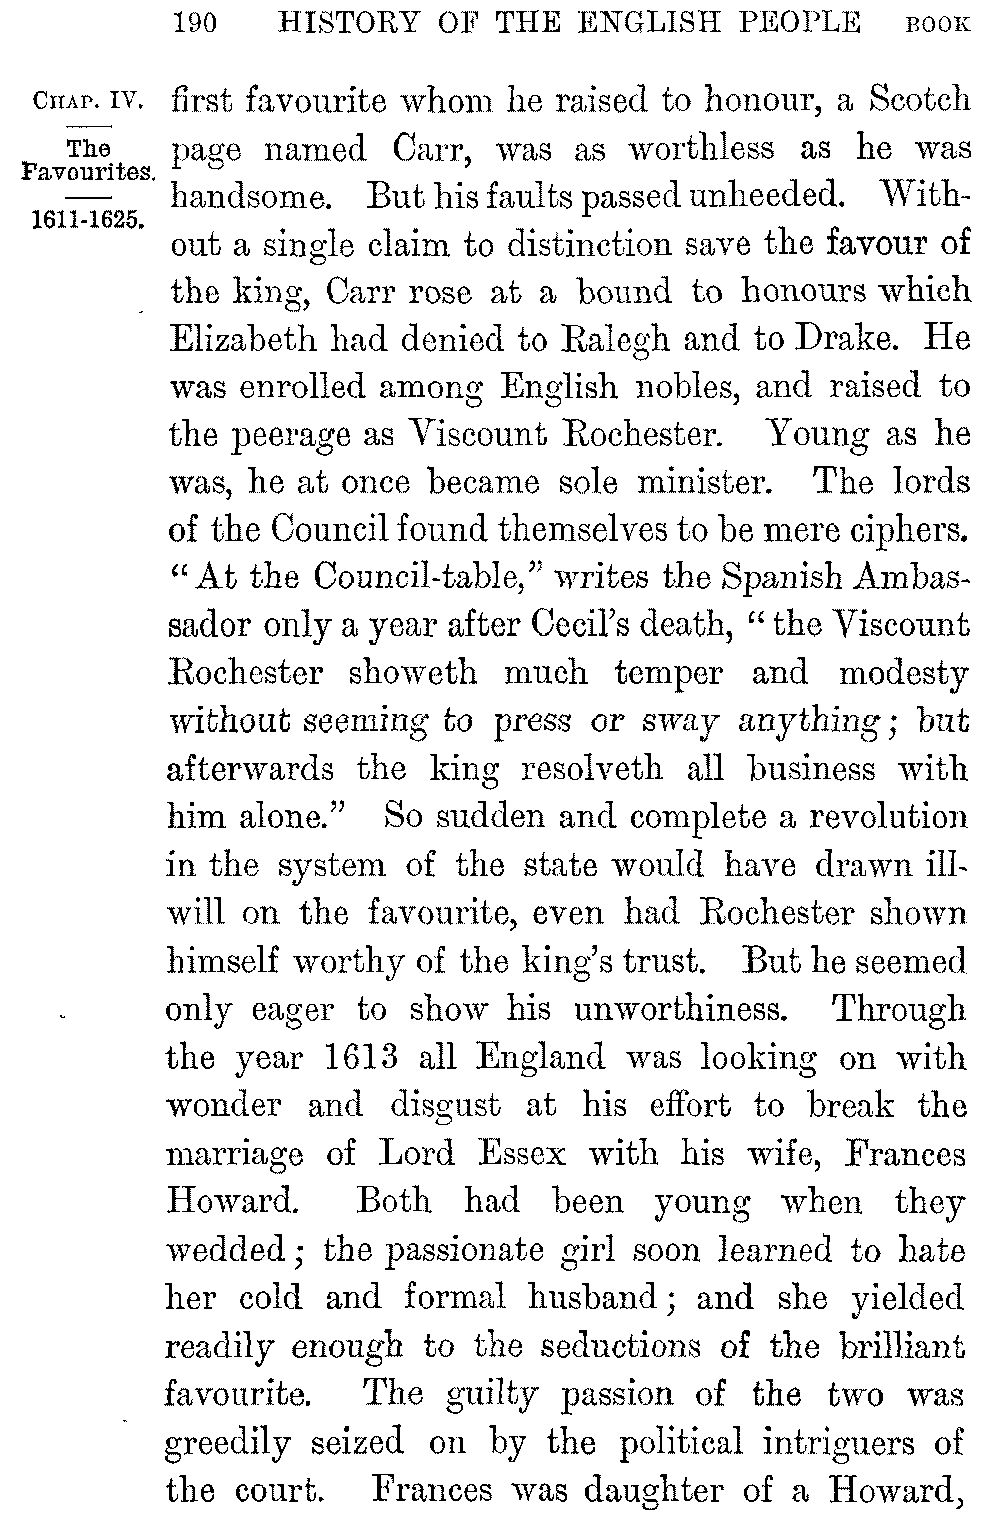 190 HISTORY OF THE ENGLISH PEOPLE BOOK
CHAP. IV.
The
Favourites.
1611-1625.
first favourite whom he raised to honour, a Scotch
page named Carr, was as worthless as he was
handsome. But his faults passed unheeded. With-
out a single claim to distinction save the favour of
the king, Carr rose at a bound to honours which
Elizabeth had denied to Ralegh and to Drake. He
was enrolled among English nobles, and raised to
the peerage as Viscount Rochester. Young as he
was, he at once became sole minister. The lords
of the Council found themselves to be mere ciphers.
“At the Council-table,” writes the Spanish Ambas-
sador only a year after Cecil’s death, “the Viscount
Rochester showeth much temper and modesty
without seeming to press or sway anything; but
afterwards the king resolveth all business with
him alone.” So sudden and complete a revolution
in the system of the state would have drawn ill-
will on the favourite, even had Rochester shown
himself worthy of the king’s trust. But he seemed
only eager to show his unworthiness. Through
the year 1613 all England was looking on with
wonder and disgust at his effort to break the
marriage of Lord Essex with his wife, Frances
Howard. Both had been young when they
wedded; the passionate girl soon learned to hate
her cold and formal husband; and she yielded
readily enough to the seductions of the brilliant
favourite. The guilty passion of the two was
greedily seized on by the political intriguers of
the court. Frances was daughter of a Howard,